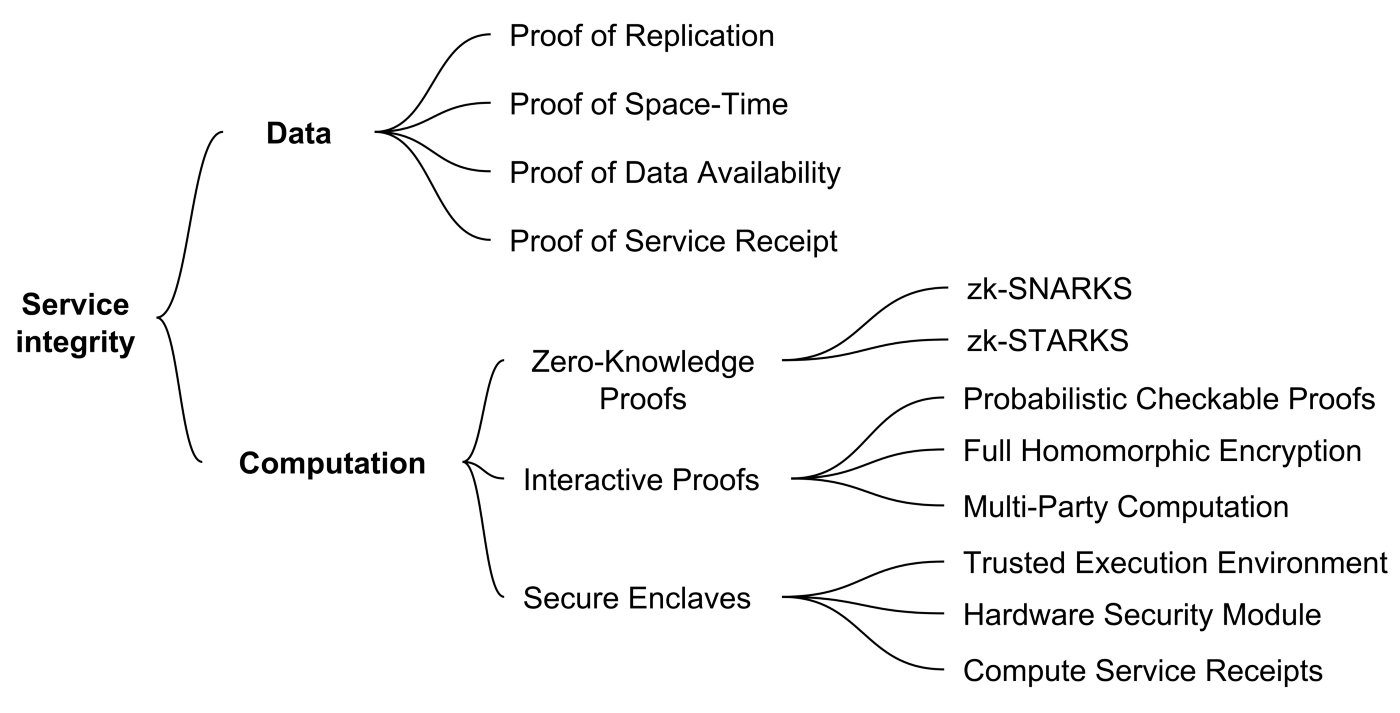 Proof of Replication
Proof of Space-Time
Data
Proof of Data Availability
Proof of Service Receipt
Service
integrity
zk-SNARKS
zk-STARKS
Zero-Knowledge
Proofs
Probabilistic Checkable Proofs
Full Homomorphic Encryption
Computation
Interactive Proofs
Multi-Party Computation
Trusted Execution Environment
Secure Enclaves
Hardware Security Module
Compute Service Receipts